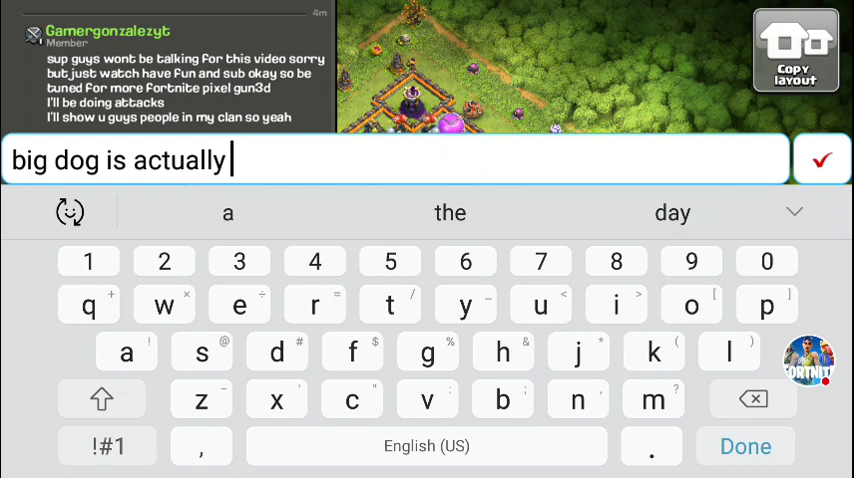 4m
Gamergonzalezyt
Member
sup guys wont be talking for this video sorry
but just watch have fun and sub okay so be
tuned for more fortnite pixel gun3d
I'll be doing attacks
I'll show u guys people in my clan so yeah
Copy
layout
big dog is actually
a the day
1 2 3 4 5 6 7 8 9 0
q + w × e ÷ r = t / y _ u < i > o [ p ]
a ! s @ d # f $ g % h & j * k ( l )
FORTNITE
z - x ' c " v : b ; n , m ?
!#1 , English (US) . Done